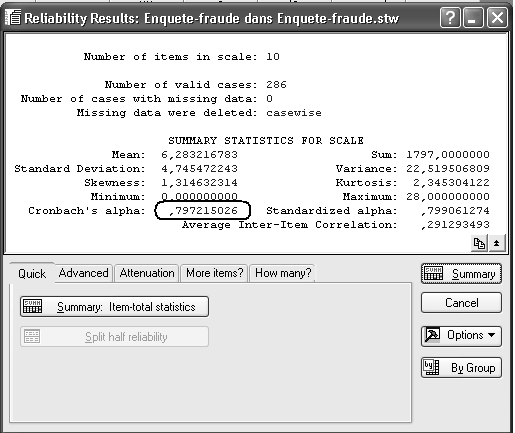 Reliability Results: Enquete-fraude dans Enquete-fraude.stw
Number of items in scale: 10
Number of valid cases: 286
Number of cases with missing data: 0
Missing data were deleted: casewise
SUMMARY STATISTICS FOR SCALE
Mean: 6,283216783 Sum: 1797,0000000
Standard Deviation: 4,745472243 Variance: 22,519506809
Skewness: 1,314632314 Kurtosis: 2,345304122
Minimum: 0,000000000 Maximum: 28,000000000
Cronbach's alpha: ,797215026 Standardized alpha: ,799061274
Average Inter-Item Correlation: ,291293493
Quick Advanced Attenuation More items? How many?
Summary
Summary: Item-total statistics
Cancel
Split half reliability
Options
By Group